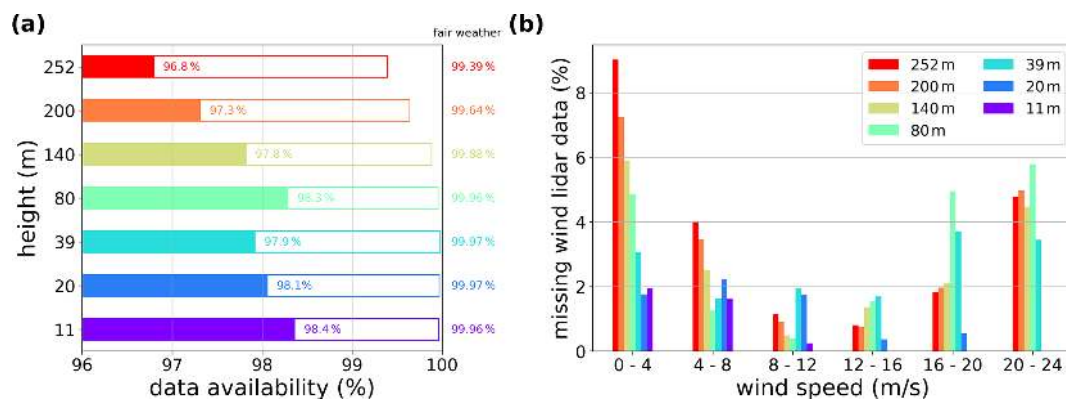 (a)
fair weather
252
96.8%
99.39%
200
97.3%
99.64%
140
97.8%
99.88%
80
98.3%
99.96%
39
97.9%
99.97%
20
98.1%
99.97%
11
98.4%
99.96%
height (m)
96 97 98 99 100
data availability (%)
(b)
missing wind lidar data (%)
8
6
4
2
0
252 m
200 m
140 m
80 m
39 m
20 m
11 m
0 - 4 4 - 8 8 - 12 12 - 16 16 - 20 20 - 24
wind speed (m/s)